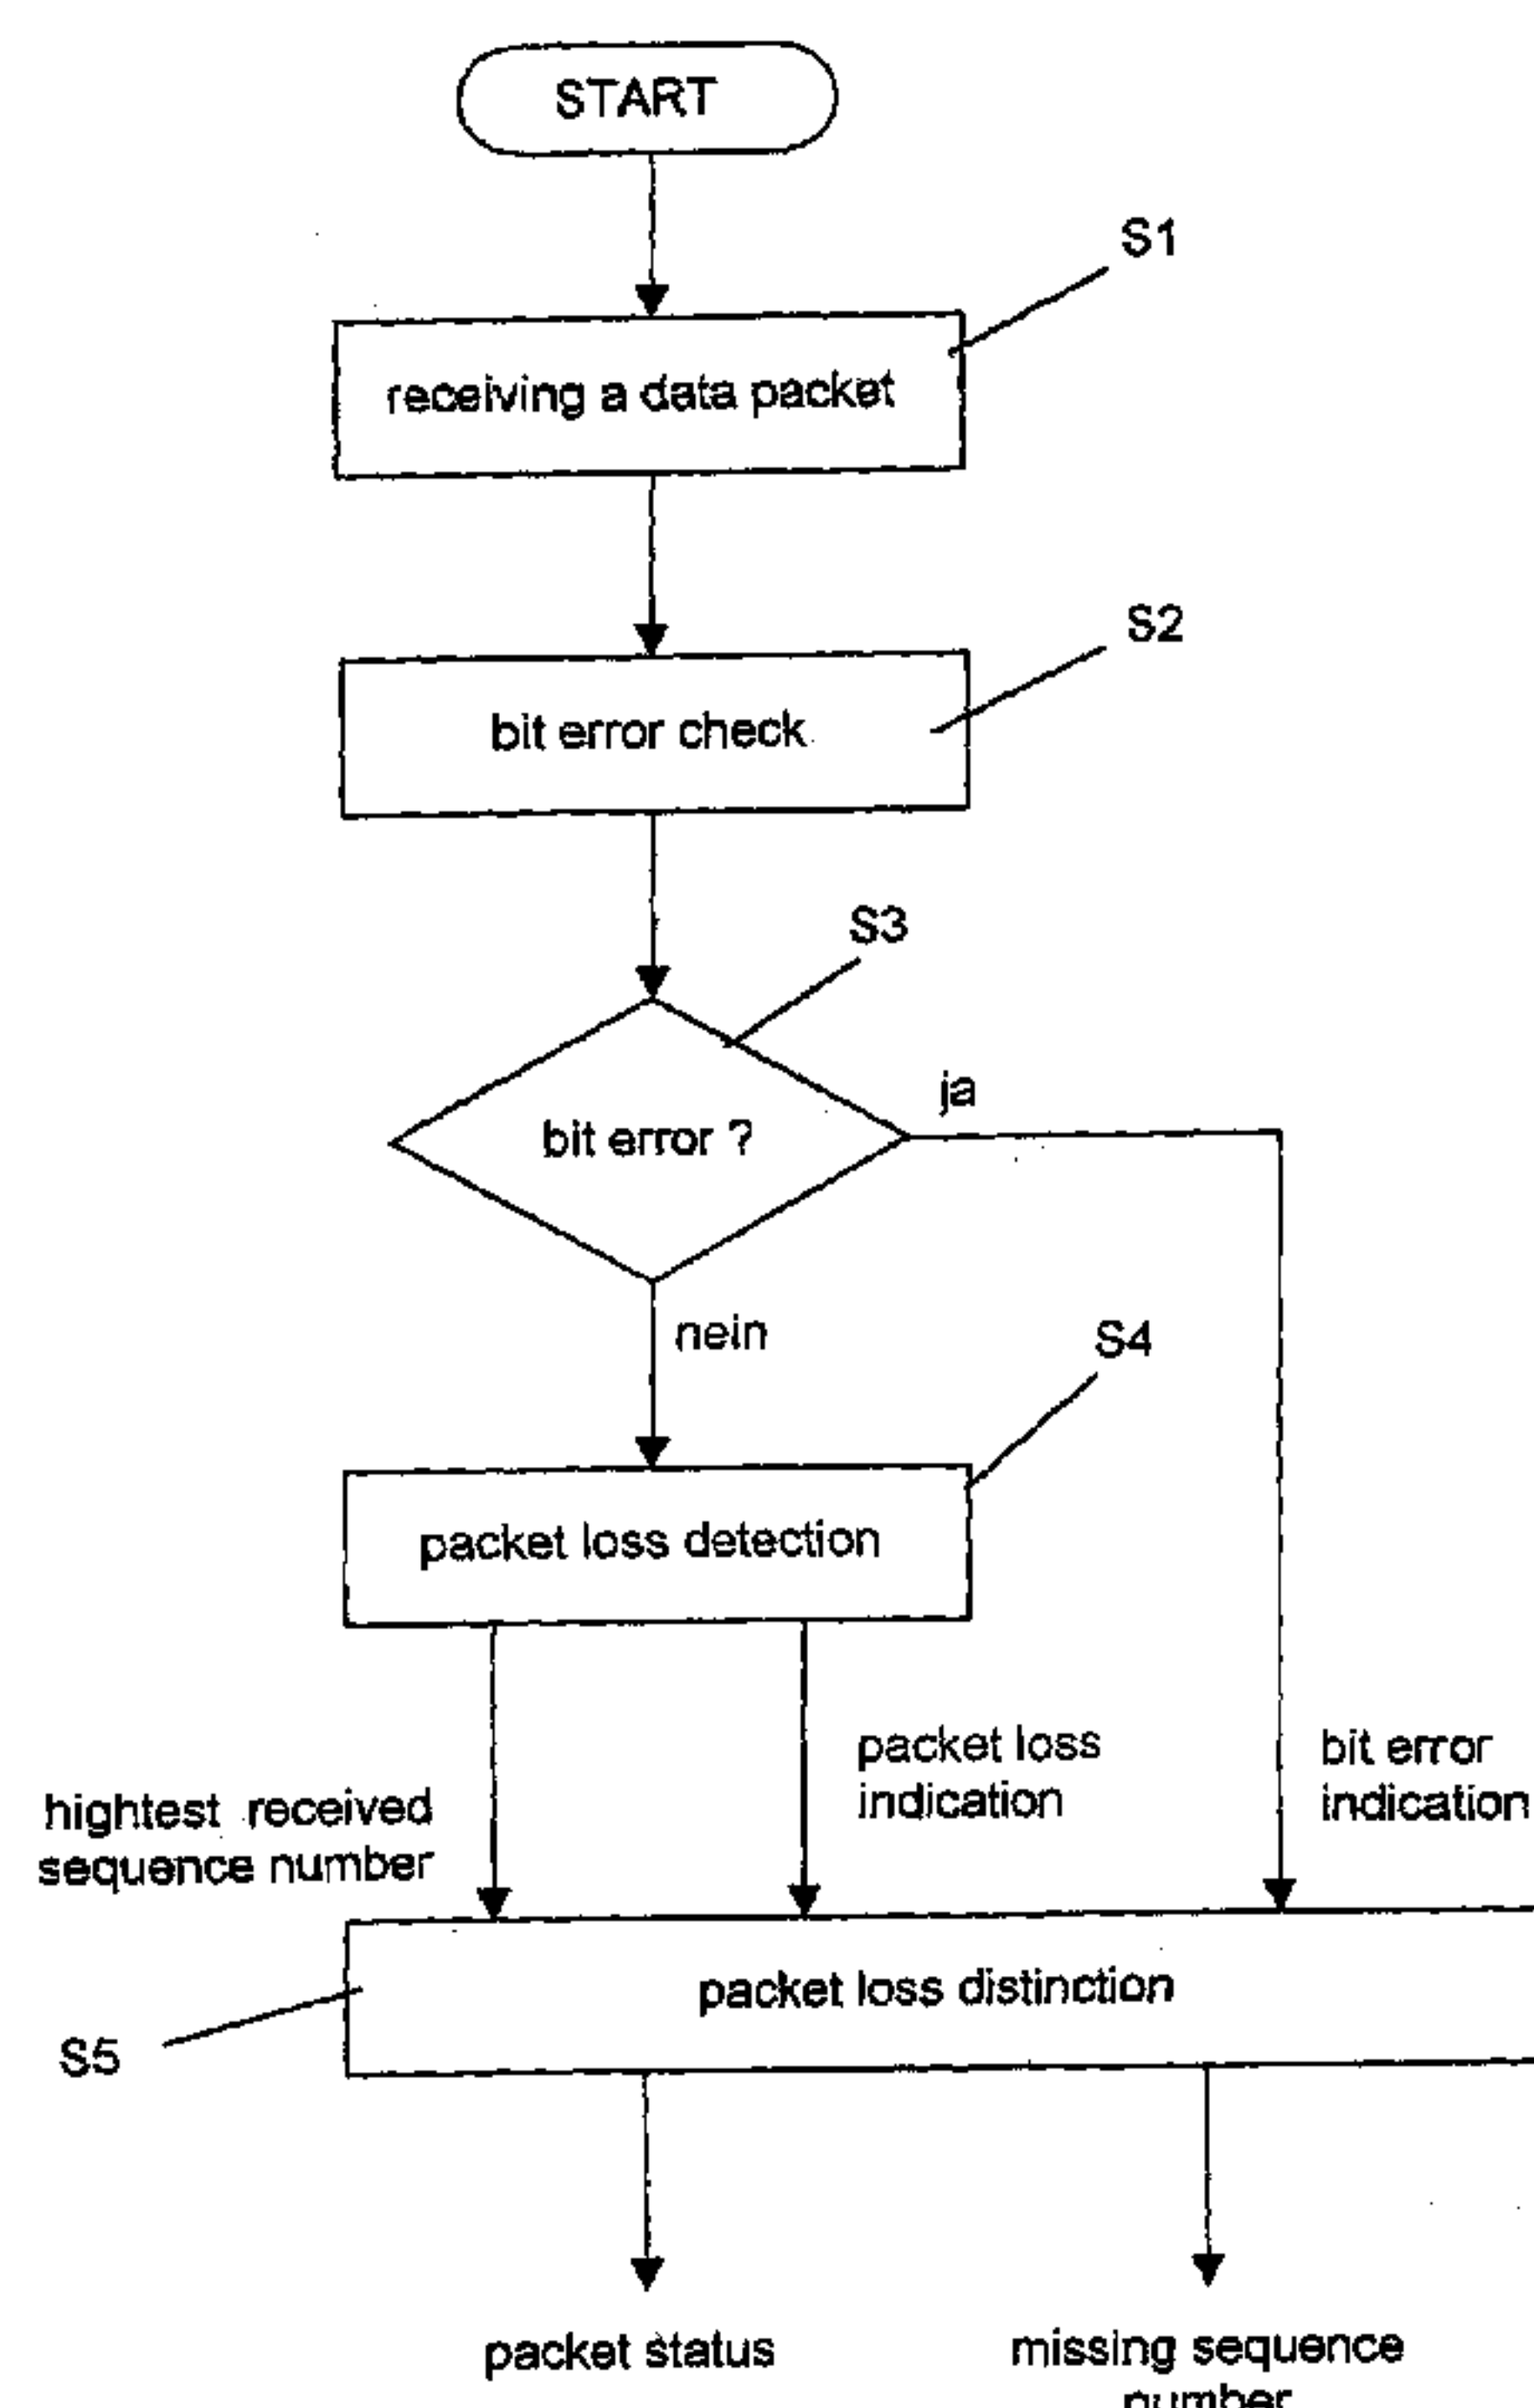 START
S1
receiving a data packet
S2
bit error check
S3
ja
bit error ?
nein
S4
packet loss detection
packet loss
indication
bit error
indication
hightest received
sequence number
packet loss distinction
S5
packet status
missing sequence
number